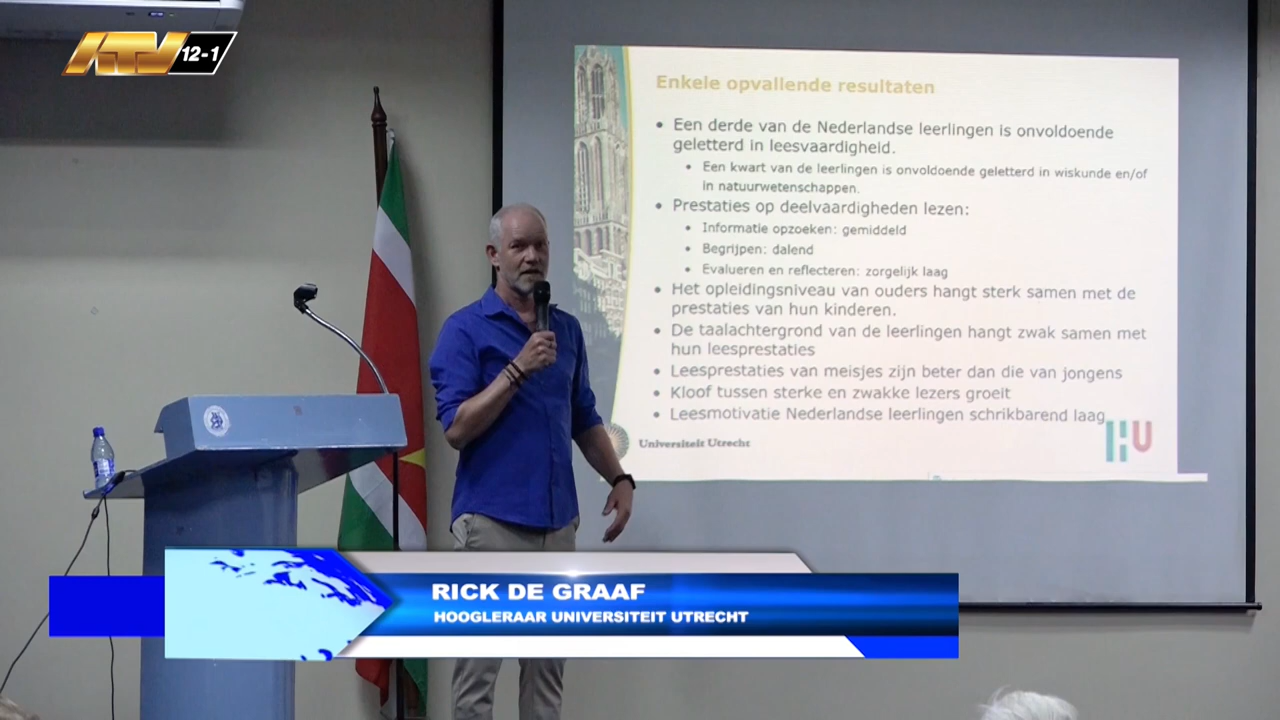 ATV 12-1
Enkele opvallende resultaten
• Een derde van de Nederlandse leerlingen is onvoldoende
geletterd in leesvaardigheid.
• Een kwart van de leerlingen is onvoldoende geletterd in wiskunde en/of
in natuurwetenschappen.
• Prestaties op deelvaardigheden lezen:
• Informatie opzoeken: gemiddeld
• Begrijpen: dalend
• Evalueren en reflecteren: zorgelijk laag
• Het opleidingsniveau van ouders hangt sterk samen met de
prestaties van hun kinderen.
• De taalachtergrond van de leerlingen hangt zwak samen met
hun leesprestaties
• Leesprestaties van meisjes zijn beter dan die van jongens
• Kloof tussen sterke en zwakke lezers groeit
• Leesmotivatie Nederlandse leerlingen schrikbarend laag
Universiteit Utrecht
HU
RICK DE GRAAF
HOOGLERAAR UNIVERSITEIT UTRECHT